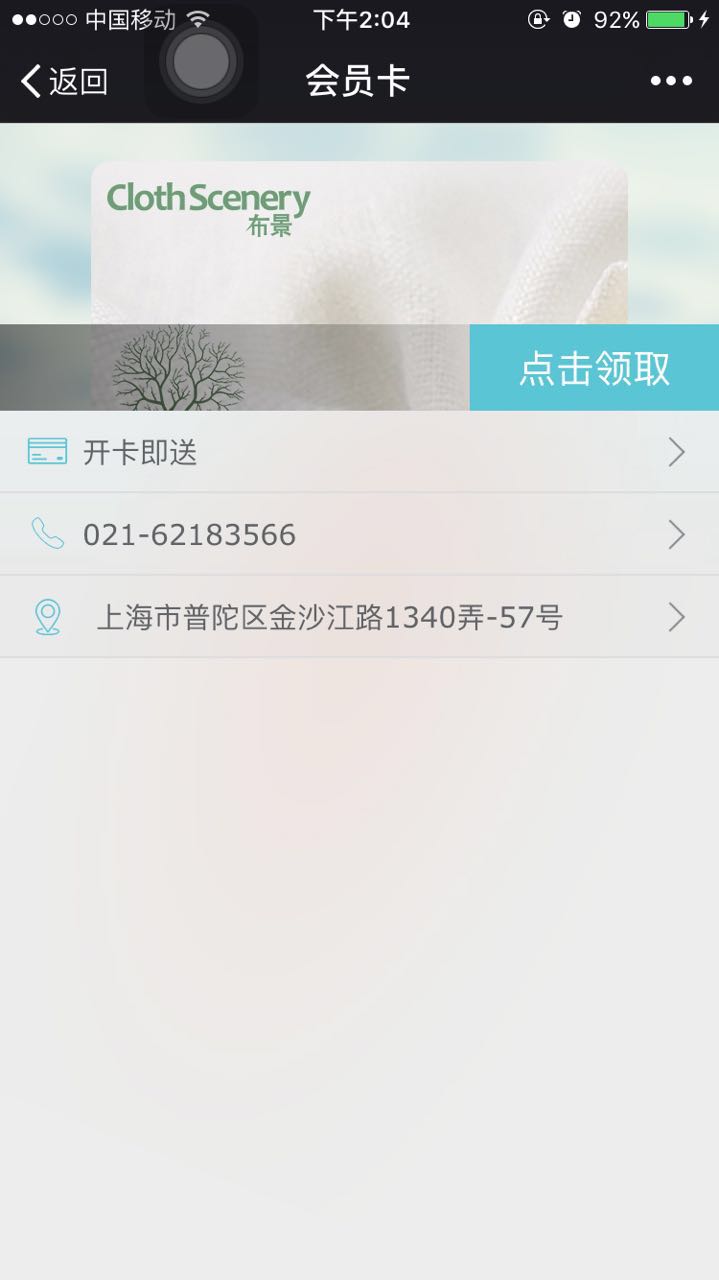 中国移动 下午2:04 92%
返回 会员卡
Cloth Scenery
布景
点击领取
开卡即送
021-62183566
上海市普陀区金沙江路1340弄-57号